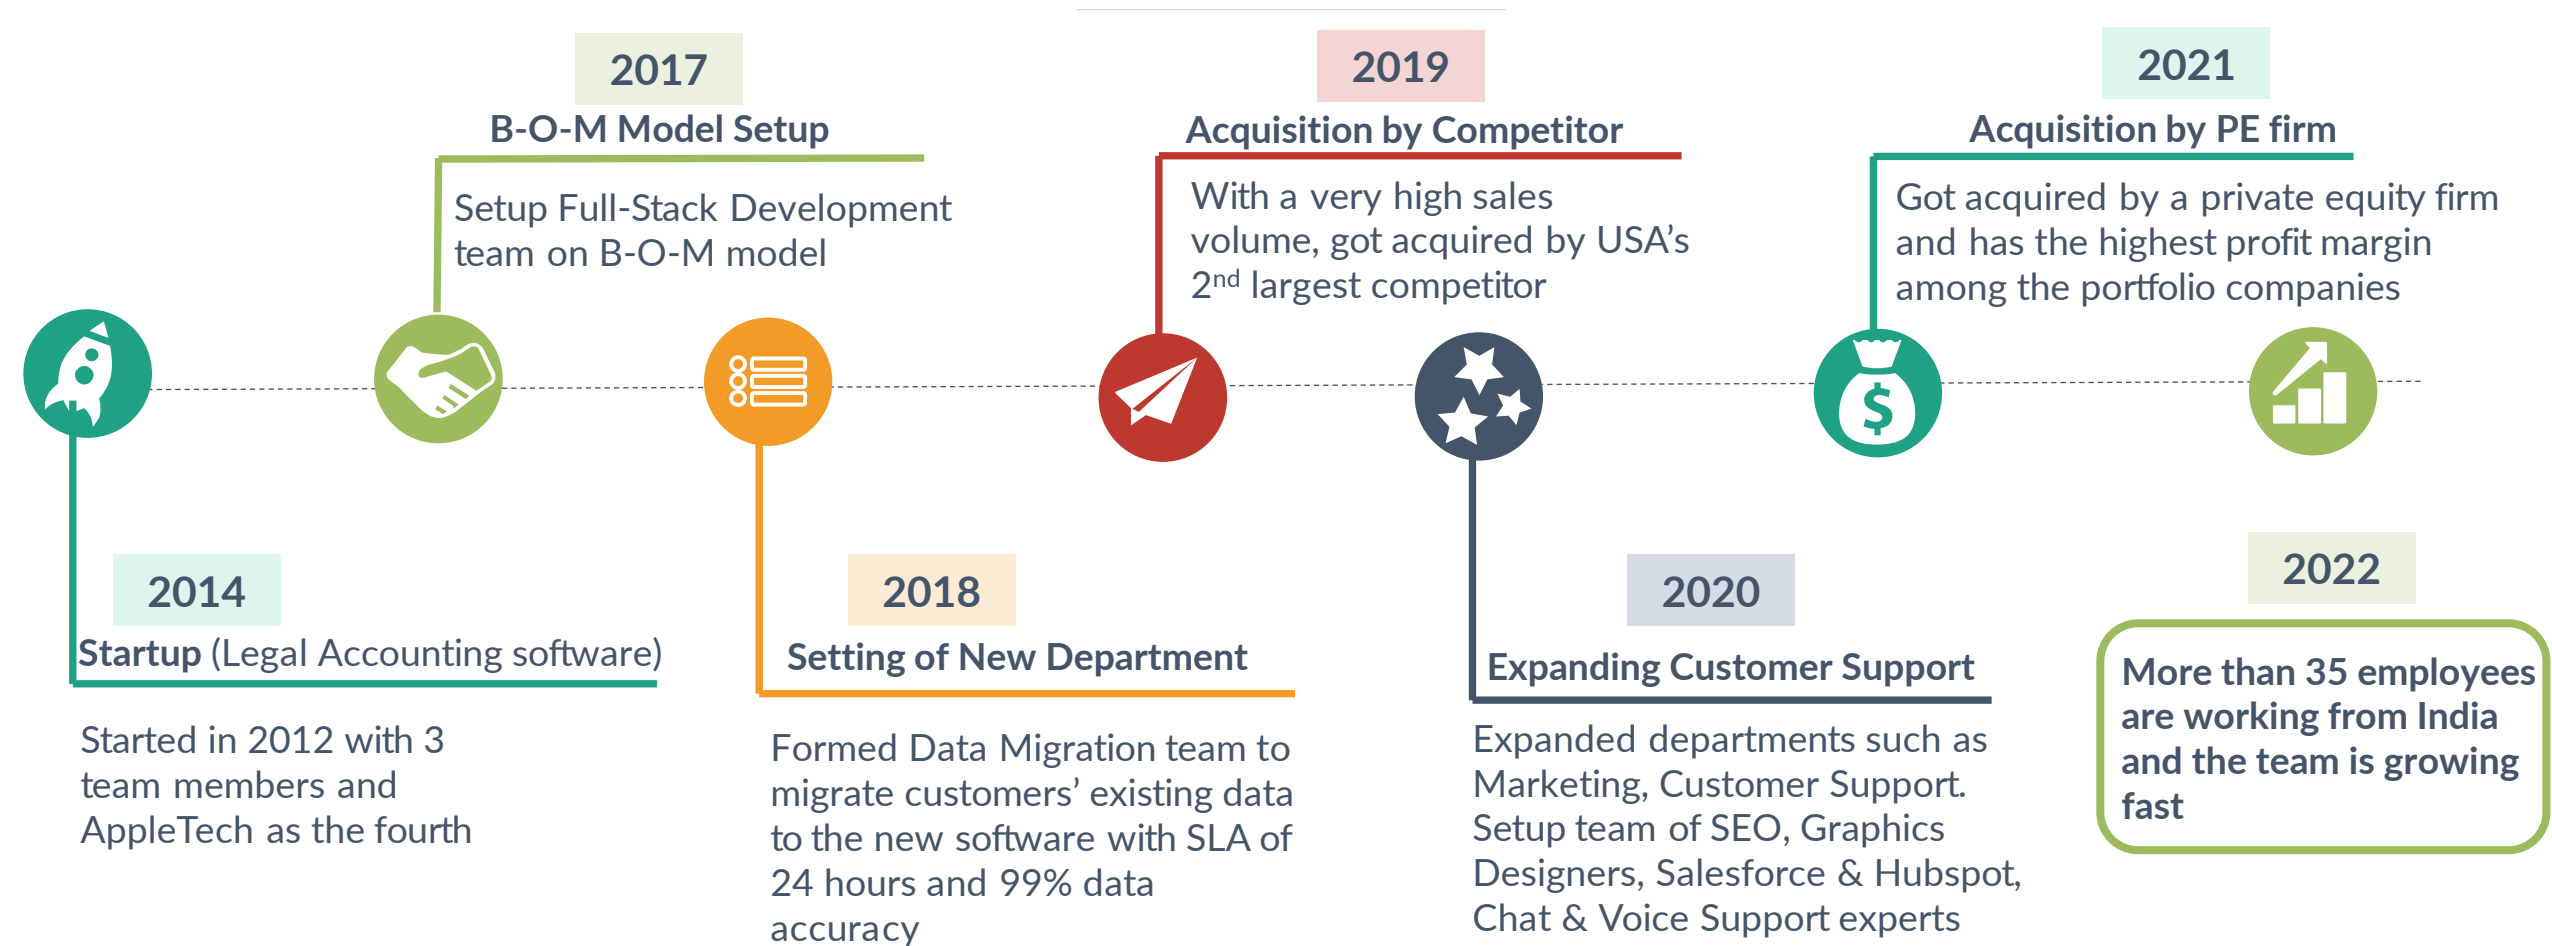 2014
Startup (Legal Accounting software)
Started in 2012 with 3
team members and
AppleTech as the fourth
2017
B-O-M Model Setup
Setup Full-Stack Development
team on B-O-M model
2018
Setting of New Department
Formed Data Migration team to
migrate customers’ existing data
to the new software with SLA of
24 hours and 99% data
accuracy
2019
Acquisition by Competitor
With a very high sales
volume, got acquired by USA’s
2nd largest competitor
2020
Expanding Customer Support
Expanded departments such as
Marketing, Customer Support.
Setup team of SEO, Graphics
Designers, Salesforce & Hubspot,
Chat & Voice Support experts
2021
Acquisition by PE firm
Got acquired by a private equity firm
and has the highest profit margin
among the portfolio companies
$
2022
More than 35 employees
are working from India
and the team is growing
fast